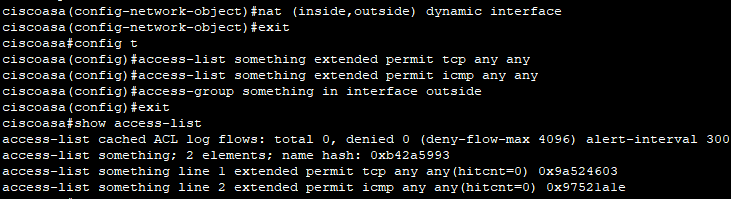 ciscoasa(config-network-object)#nat (inside,outside) dynamic interface
ciscoasa(config-network-object)#exit
ciscoasa#config t
ciscoasa(config)#access-list something extended permit tcp any any
ciscoasa(config)#access-list something extended permit icmp any any
ciscoasa(config)#access-group something in interface outside
ciscoasa(config)#exit
ciscoasa#show access-list
access-list cached ACL log flows: total 0, denied 0 (deny-flow-max 4096) alert-interval 300
access-list something; 2 elements; name hash: 0xb42a5993
access-list something line 1 extended permit tcp any any(hitcnt=0) 0x9a524603
access-list something line 2 extended permit icmp any any(hitcnt=0) 0x97521a1e